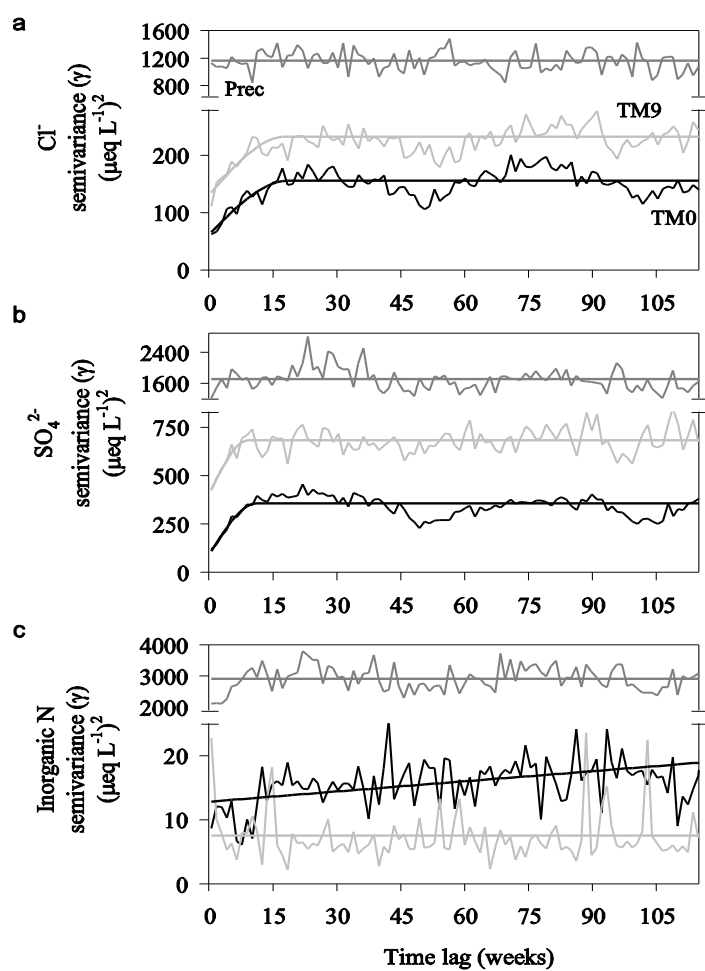 a
1600
1200
800
Prec
TM9
200
100
TM0
0
Cl-
semivariance (γ)
(μeq L-1)2
0 15 30 45 60 75 90 105
b
2400
1600
750
500
250
0
SO42-
semivariance (γ)
(μeq L-1)2
0 15 30 45 60 75 90 105
c
4000
3000
2000
20
10
0
Inorganic N
semivariance (γ)
(μeq L-1)2
0 15 30 45 60 75 90 105
Time lag (weeks)